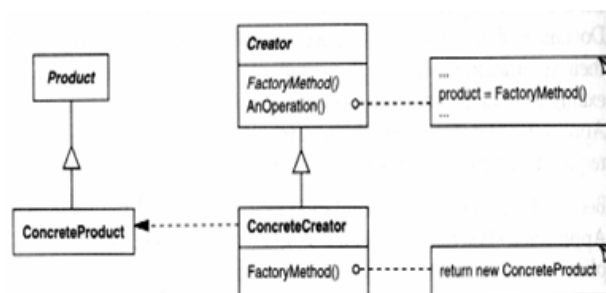 Product
ConcreteProduct
Creator
FactoryMethod()
AnOperation()
...
product = FactoryMethod()
...
ConcreteCreator
FactoryMethod()
return new ConcreteProduct